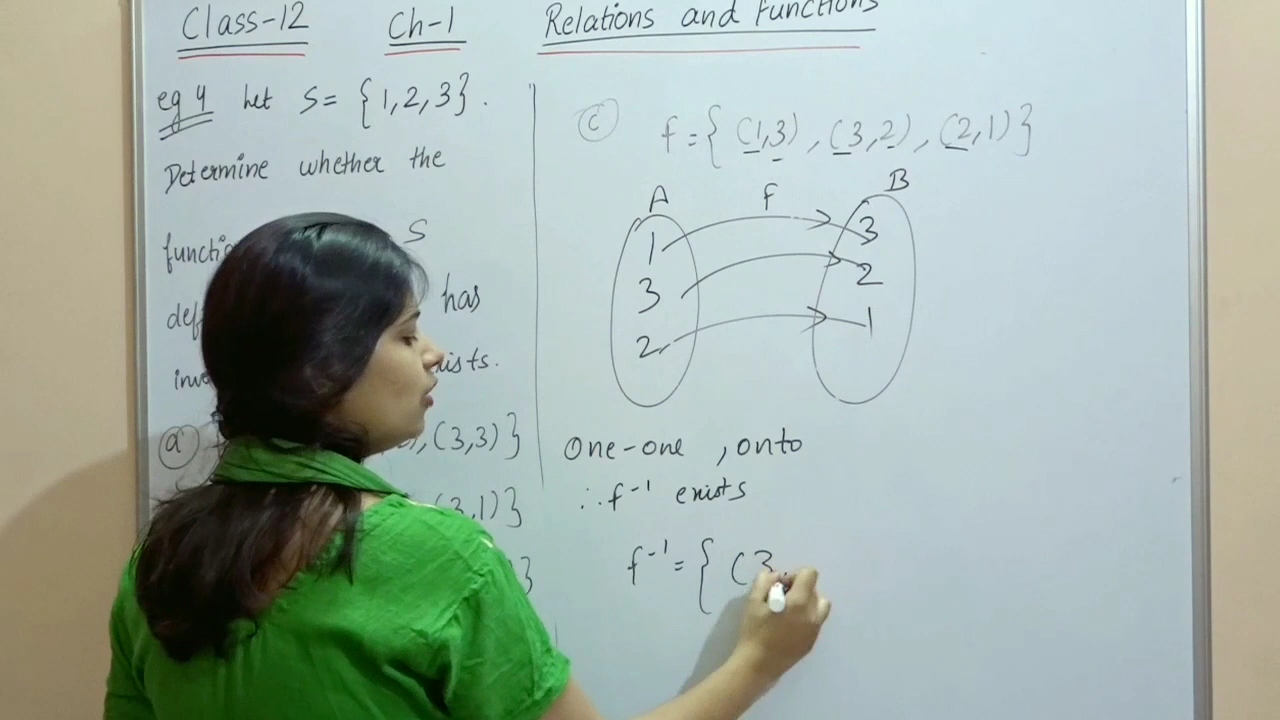 Class-12 Ch-1 Relations and Functions
eg 4 Let S = {1,2,3}.
Determine whether the
S
has
(a) ,(3,3)}
(3,1)}
}
(c) f = {(1,3), (3,2), (2,1)}
A f B
1 3
3 2
2 1
one-one , onto
∴ f⁻¹ exists
f⁻¹ = { (3,